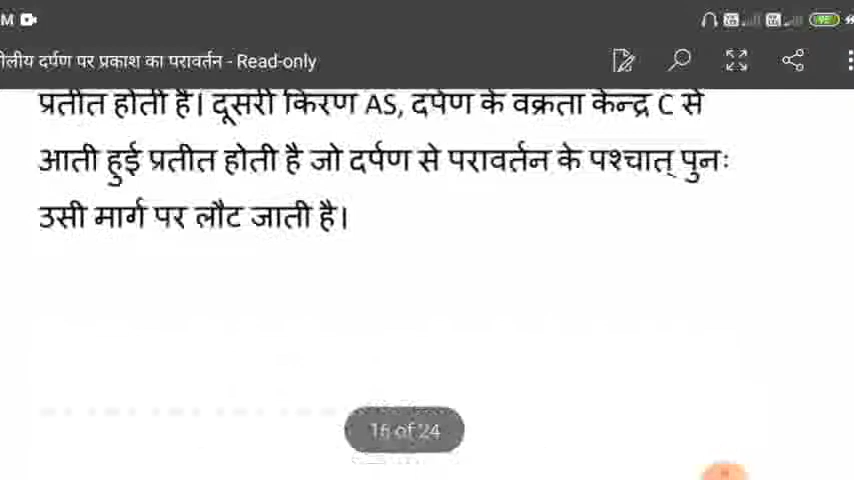 M
ोलीय दर्पण पर प्रकाश का परावर्तन - Read-only
प्रतीत होती है। दूसरी किरण AS, दर्पण के वक्रता केन्द्र C से
आती हुई प्रतीत होती है जो दर्पण से परावर्तन के पश्चात् पुनः
उसी मार्ग पर लौट जाती है।
16 of 24